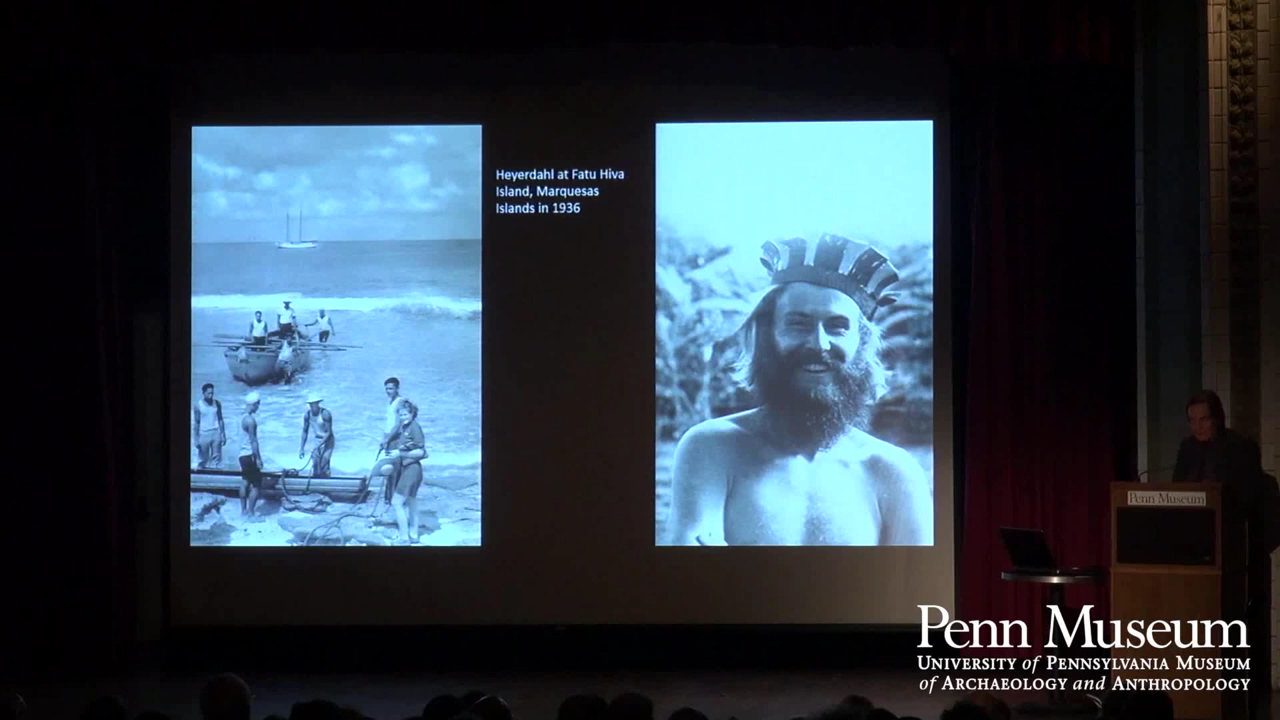 Heyerdahl at Fatu Hiva
Island, Marquesas
Islands in 1936
Penn Museum
Penn Museum
University of Pennsylvania Museum
of Archaeology and Anthropology